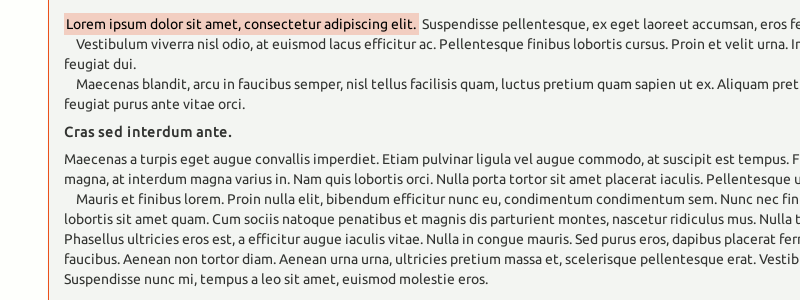 Lorem ipsum dolor sit amet, consectetur adipiscing elit. Suspendisse pellentesque, ex eget laoreet accumsan, eros
Vestibulum viverra nisl odio, at euismod lacus efficitur ac. Pellentesque finibus lobortis cursus. Proin et velit urna.
feugiat dui.
Maecenas blandit, arcu in faucibus semper, nisl tellus facilisis quam, luctus pretium quam sapien ut ex. Aliquam
feugiat purus ante vitae orci.
Cras sed interdum ante.
Maecenas a turpis eget augue convallis imperdiet. Etiam pulvinar ligula vel augue commodo, at suscipit est tempus.
magna, at interdum magna varius in. Nam quis lobortis orci. Nulla porta tortor sit amet placerat iaculis. Pellentesque
Mauris et finibus lorem. Proin nulla elit, bibendum efficitur nunc eu, condimentum condimentum sem. Nunc nec
lobortis sit amet quam. Cum sociis natoque penatibus et magnis dis parturient montes, nascetur ridiculus mus. Nulla
Phasellus ultricies eros est, a efficitur augue iaculis vitae. Nulla in congue mauris. Sed purus eros, dapibus placerat
faucibus. Aenean non tortor diam. Aenean urna urna, ultricies pretium massa et, scelerisque pellentesque erat.
Suspendisse nunc mi, tempus a leo sit amet, euismod molestie eros.